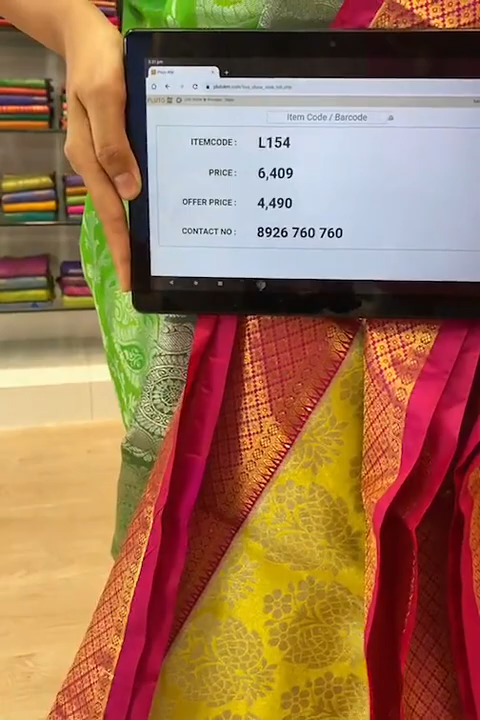 Item Code / Barcode
ITEMCODE : L154
PRICE : 6,409
OFFER PRICE : 4,490
CONTACT NO : 8926 760 760